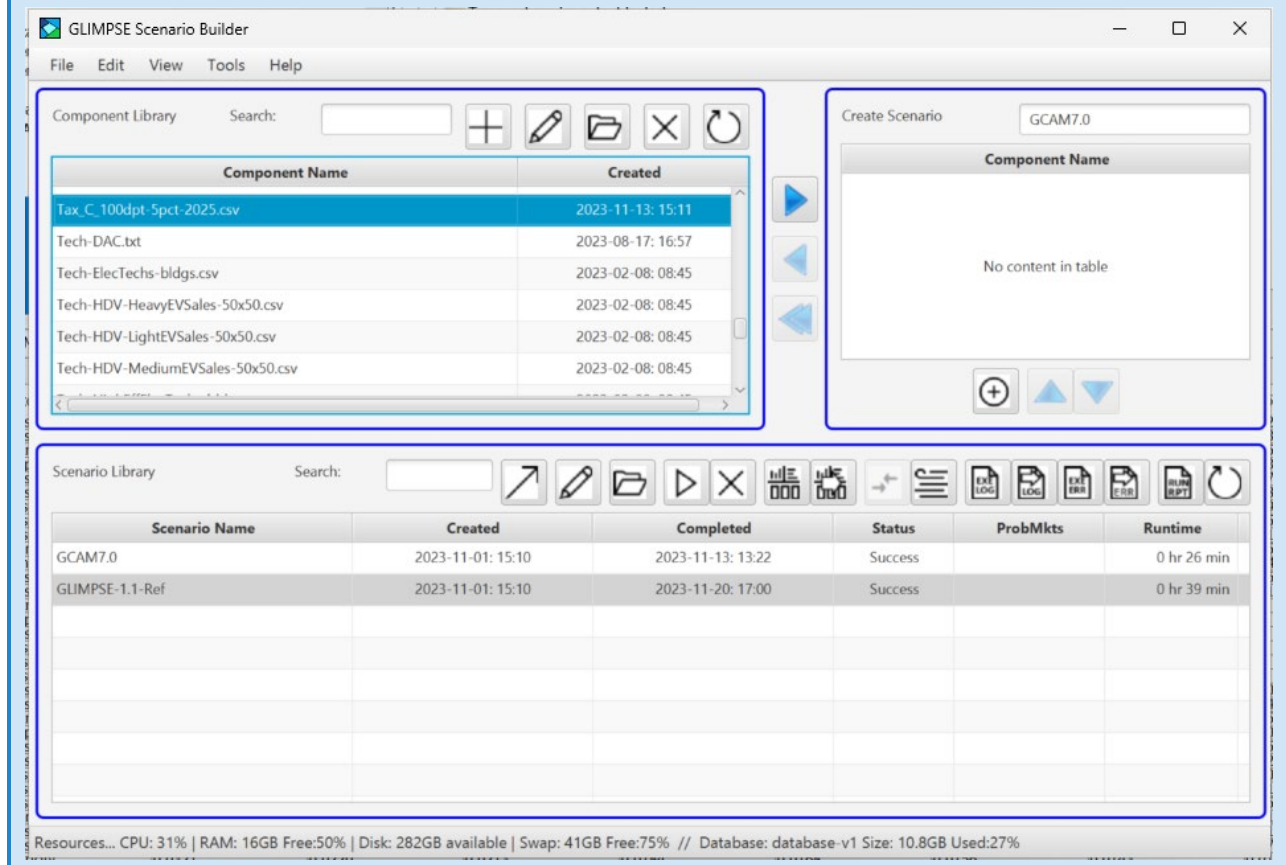 GLIMPSE Scenario Builder
File Edit View Tools Help
Component Library Search:
Component Name Created
Tax_C_100dpt-5pct-2025.csv 2023-11-13: 15:11
Tech-DAC.txt 2023-08-17: 16:57
Tech-ElecTechs-bldgs.csv 2023-02-08: 08:45
Tech-HDV-HeavyEVSales-50x50.csv 2023-02-08: 08:45
Tech-HDV-LightEVSales-50x50.csv 2023-02-08: 08:45
Tech-HDV-MediumEVSales-50x50.csv 2023-02-08: 08:45
Create Scenario GCAM7.0
Component Name
No content in table
Scenario Library Search:
EXE LOG LOG EXE ERR ERR RUN RPT
Scenario Name Created Completed Status ProbMkts Runtime
GCAM7.0 2023-11-01: 15:10 2023-11-13: 13:22 Success 0 hr 26 min
GLIMPSE-1.1-Ref 2023-11-01: 15:10 2023-11-20: 17:00 Success 0 hr 39 min
Resources... CPU: 31% | RAM: 16GB Free:50% | Disk: 282GB available | Swap: 41GB Free:75% // Database: database-v1 Size: 10.8GB Used:27%